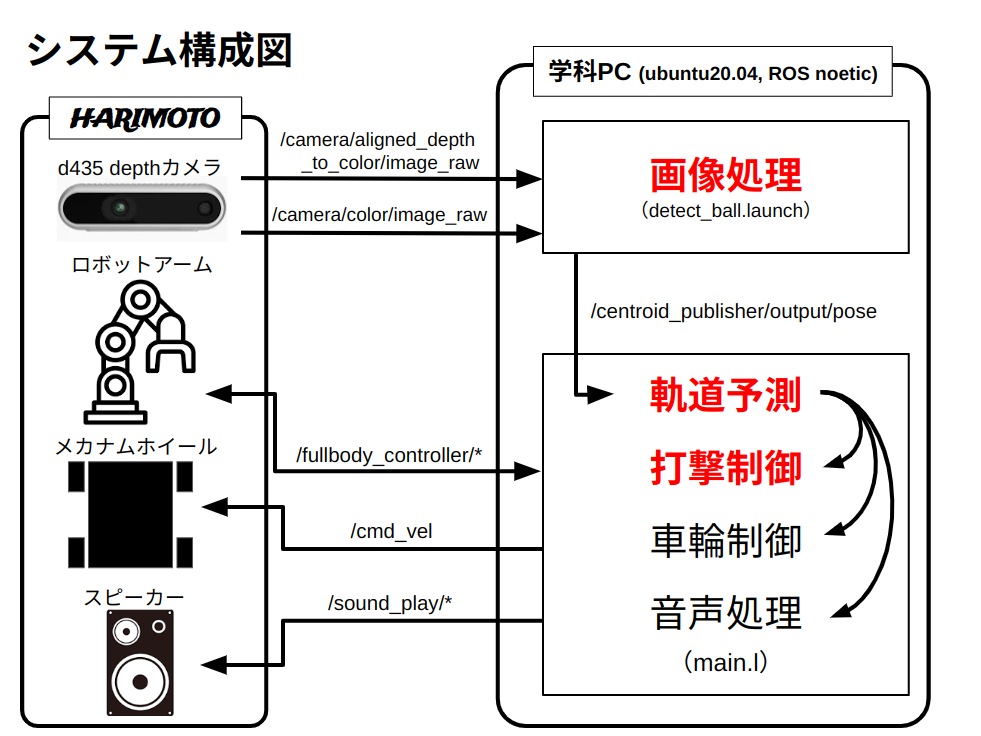 システム構成図
学科PC (ubuntu20.04, ROS noetic)
HARIMOTO
d435 depthカメラ
/camera/aligned_depth
_to_color/image_raw
/camera/color/image_raw
画像処理
（detect_ball.launch）
ロボットアーム
/centroid_publisher/output/pose
軌道予測
打撃制御
車輪制御
音声処理
（main.l）
/fullbody_controller/*
メカナムホイール
/cmd_vel
スピーカー
/sound_play/*